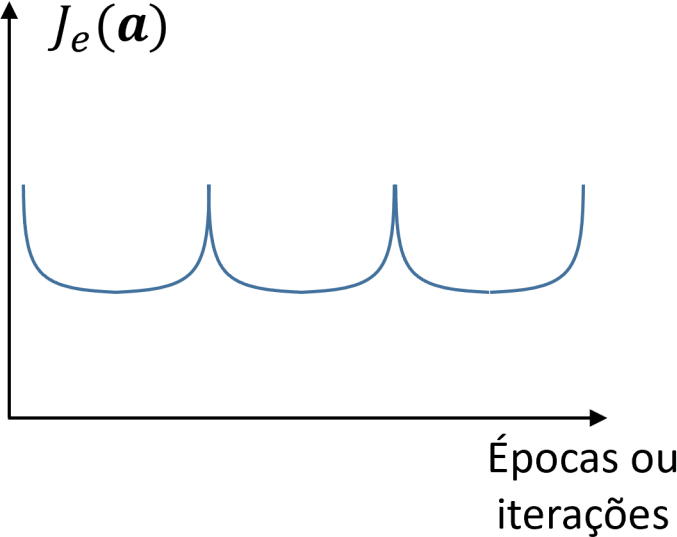 Jₑ(𝒂)
Épocas ou
iterações